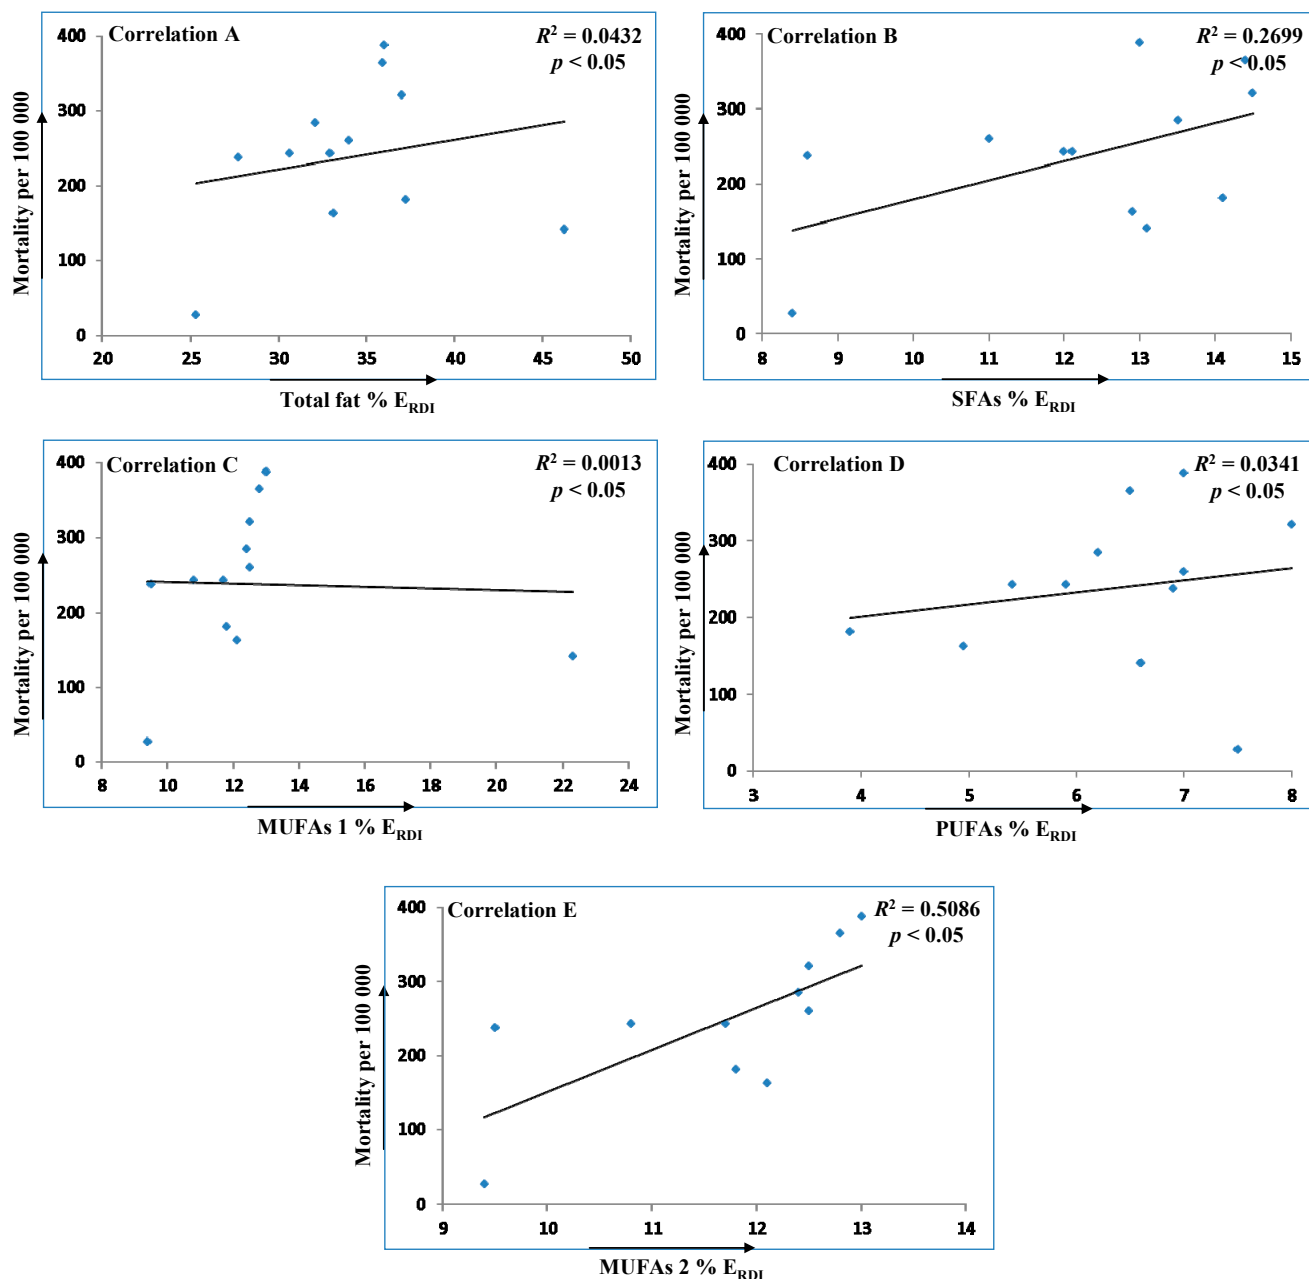 Correlation A
R² = 0.0432
p < 0.05
400
300
200
100
0
20 25 30 35 40 45 50
Mortality per 100 000
Total fat % E_RDI
Correlation B
R² = 0.2699
p < 0.05
400
300
200
100
0
8 9 10 11 12 13 14 15
Mortality per 100 000
SFAs % E_RDI
Correlation C
R² = 0.0013
p < 0.05
400
300
200
100
0
8 10 12 14 16 18 20 22 24
Mortality per 100 000
MUFAs 1 % E_RDI
Correlation D
R² = 0.0341
p < 0.05
400
300
200
100
0
3 4 5 6 7 8
Mortality per 100 000
PUFAs % E_RDI
Correlation E
R² = 0.5086
p < 0.05
400
300
200
100
0
9 10 11 12 13 14
Mortality per 100 000
MUFAs 2 % E_RDI